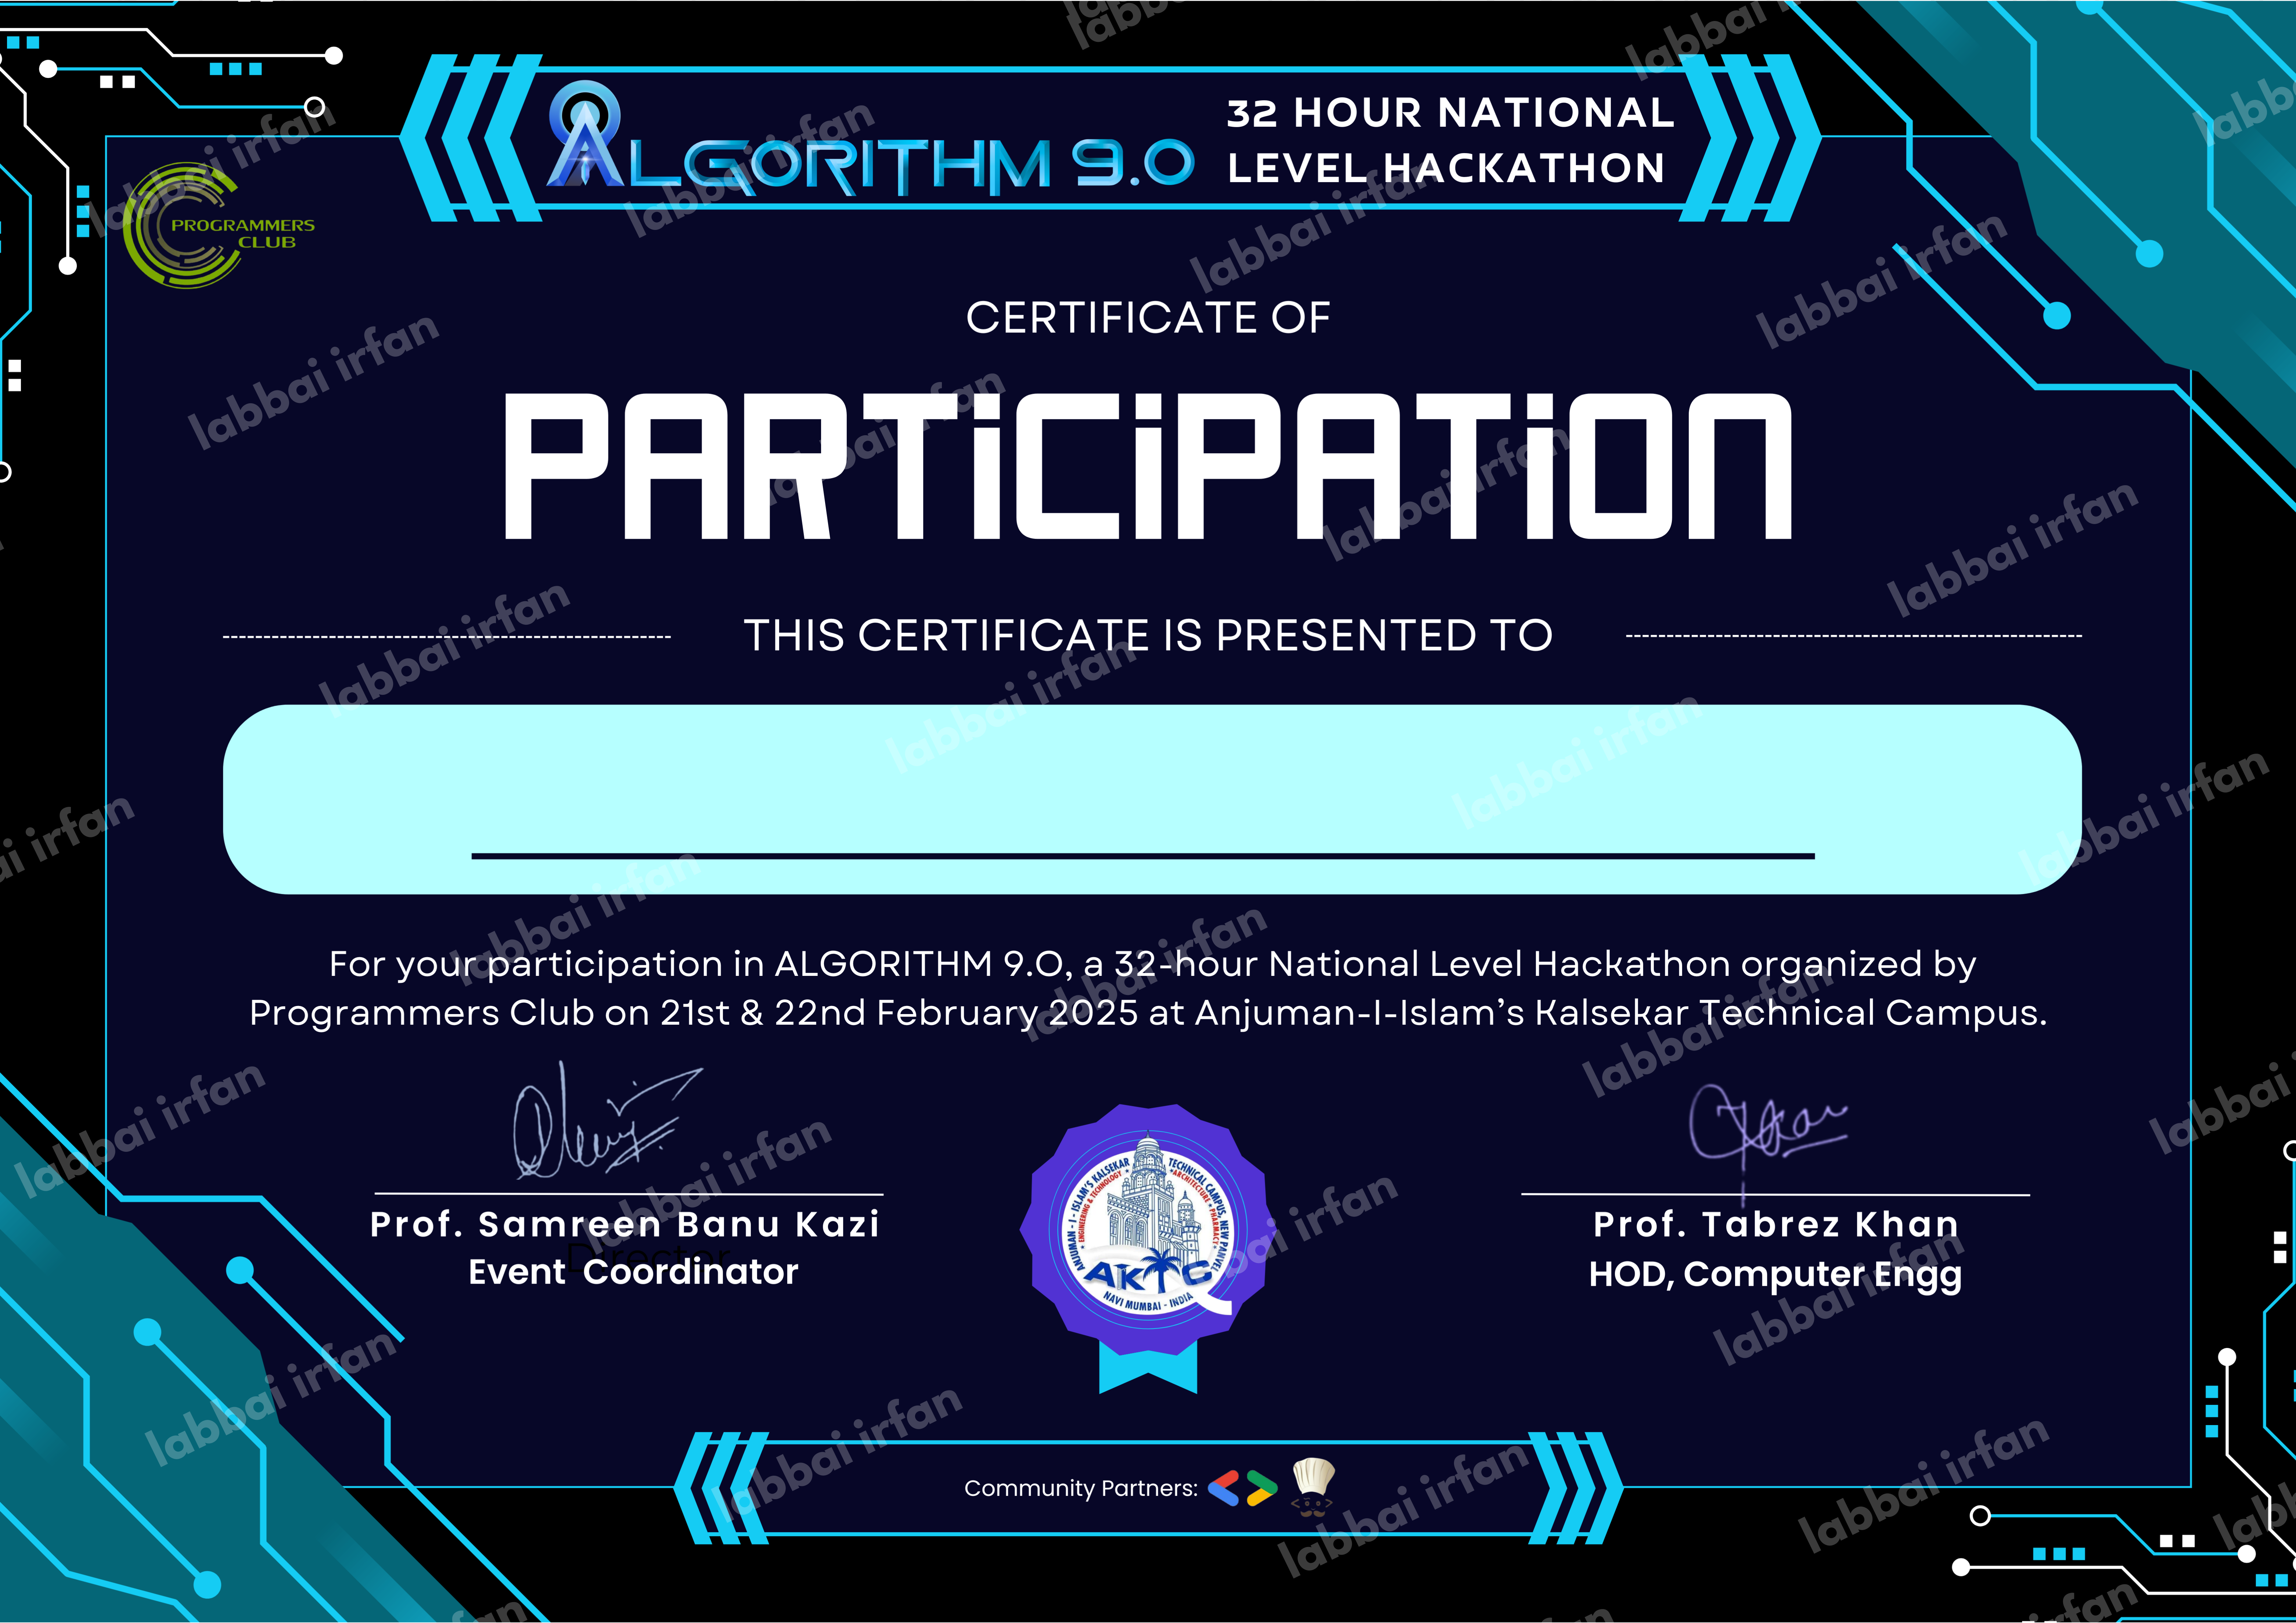 ALGORITHM 9.0
32 HOUR NATIONAL
LEVEL HACKATHON
PROGRAMMERS
CLUB
CERTIFICATE OF
PARTICIPATION
THIS CERTIFICATE IS PRESENTED TO
For your participation in ALGORITHM 9.0, a 32-hour National Level Hackathon organized by
Programmers Club on 21st & 22nd February 2025 at Anjuman-I-Islam's Kalsekar Technical Campus.
Prof. Samreen Banu Kazi
Director
Event Coordinator
ANJUMAN - I - ISLAM'S KALSEKAR TECHNICAL CAMPUS, NEW PANVEL
ENGINEERING & TECHNOLOGY * ARCHITECTURE * PHARMACY
AKTC
NAVI MUMBAI - INDIA
Prof. Tabrez Khan
HOD, Computer Engg
Community Partners:
labbai irfan